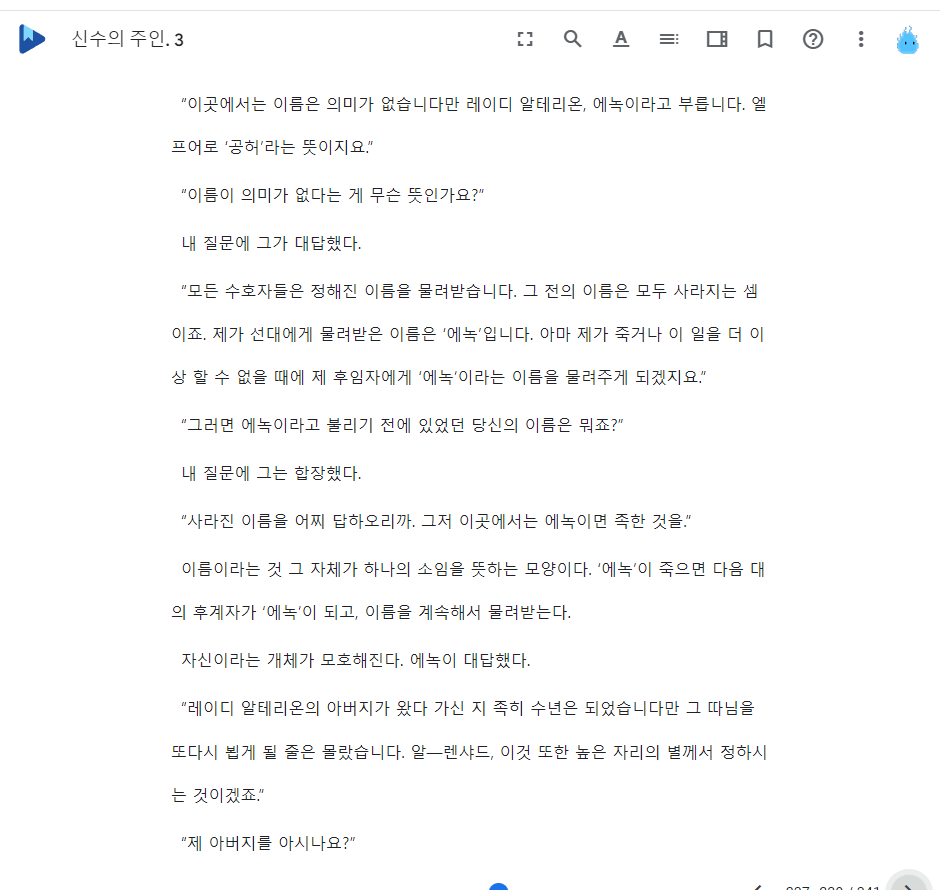 신수의 주인. 3
“이곳에서는 이름은 의미가 없습니다만 레이디 알테리온, 에녹이라고 부릅니다. 엘
프어로 ‘공허’라는 뜻이지요.”
“이름이 의미가 없다는 게 무슨 뜻인가요?”
내 질문에 그가 대답했다.
“모든 수호자들은 정해진 이름을 물려받습니다. 그 전의 이름은 모두 사라지는 셈
이죠. 제가 선대에게 물려받은 이름은 ‘에녹’입니다. 아마 제가 죽거나 이 일을 더 이
상 할 수 없을 때에 제 후임자에게 ‘에녹’이라는 이름을 물려주게 되겠지요.”
“그러면 에녹이라고 불리기 전에 있었던 당신의 이름은 뭐죠?”
내 질문에 그는 합장했다.
“사라진 이름을 어찌 답하오리까. 그저 이곳에서는 에녹이면 족한 것을.”
이름이라는 것 그 자체가 하나의 소임을 뜻하는 모양이다. ‘에녹’이 죽으면 다음 대
의 후계자가 ‘에녹’이 되고, 이름을 계속해서 물려받는다.
자신이라는 개체가 모호해진다. 에녹이 대답했다.
“레이디 알테리온의 아버지가 왔다 가신 지 족히 수년은 되었습니다만 그 따님을
또다시 뵙게 될 줄은 몰랐습니다. 알―렌샤드, 이것 또한 높은 자리의 별께서 정하시
는 것이겠죠.”
“제 아버지를 아시나요?”